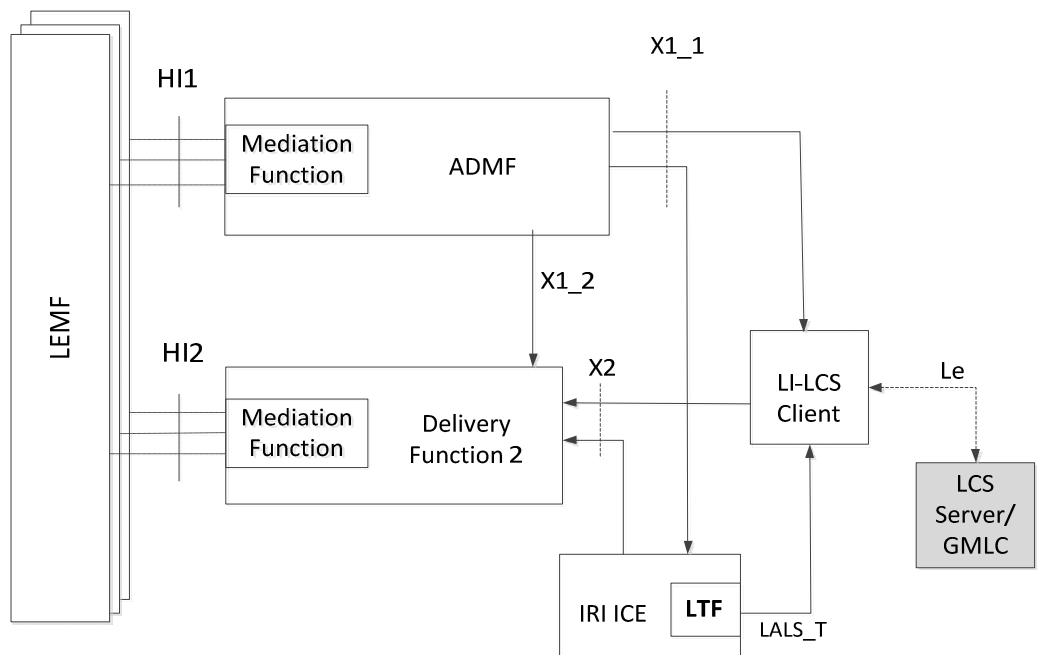 X1_1
HI1
Mediation
Function
ADMF
X1_2
LEMF
HI2
X2
Le
LI-LCS
Client
Mediation
Function
Delivery
Function 2
LCS
Server/
GMLC
IRI ICE
LTF
LALS_T